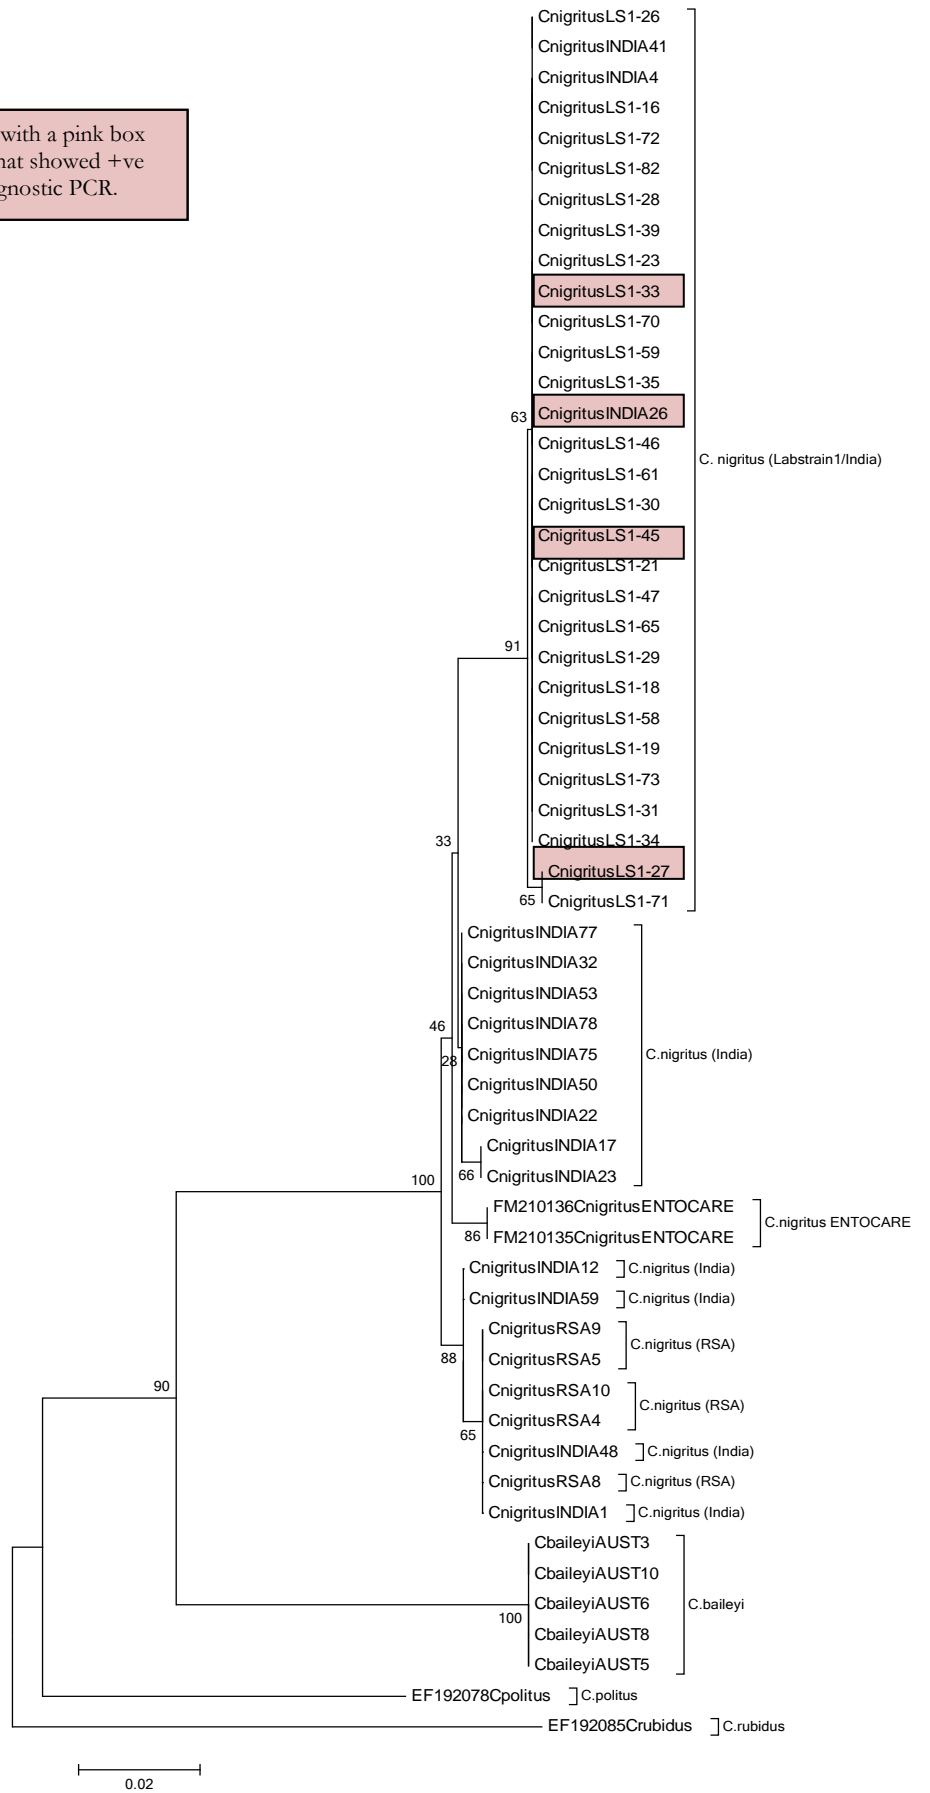 with a pink box
hat showed +ve
gnostic PCR.
CnigritusLS1-26
CnigritusINDIA41
CnigritusINDIA4
CnigritusLS1-16
CnigritusLS1-72
CnigritusLS1-82
CnigritusLS1-28
CnigritusLS1-39
CnigritusLS1-23
CnigritusLS1-33
CnigritusLS1-70
CnigritusLS1-59
CnigritusLS1-35
CnigritusINDIA26
63
CnigritusLS1-46
C. nigritus (Labstrain1/India)
CnigritusLS1-61
CnigritusLS1-30
CnigritusLS1-45
CnigritusLS1-21
CnigritusLS1-47
CnigritusLS1-65
91
CnigritusLS1-29
CnigritusLS1-18
CnigritusLS1-58
CnigritusLS1-19
CnigritusLS1-73
CnigritusLS1-31
CnigritusLS1-34
33
CnigritusLS1-27
65
CnigritusLS1-71
CnigritusINDIA77
CnigritusINDIA32
CnigritusINDIA53
CnigritusINDIA78
46
28
CnigritusINDIA75
C.nigritus (India)
CnigritusINDIA50
CnigritusINDIA22
CnigritusINDIA17
66
CnigritusINDIA23
100
FM210136CnigritusENTOCARE
C.nigritus ENTOCARE
86
FM210135CnigritusENTOCARE
CnigritusINDIA12
C.nigritus (India)
CnigritusINDIA59
C.nigritus (India)
CnigritusRSA9
C.nigritus (RSA)
88
CnigritusRSA5
90
CnigritusRSA10
C.nigritus (RSA)
CnigritusRSA4
65
CnigritusINDIA48
C.nigritus (India)
CnigritusRSA8
C.nigritus (RSA)
CnigritusINDIA1
C.nigritus (India)
CbaileyiAUST3
CbaileyiAUST10
CbaileyiAUST6
C.baileyi
100
CbaileyiAUST8
CbaileyiAUST5
EF192078Cpolitus
C.politus
EF192085Crubidus
C.rubidus
0.02